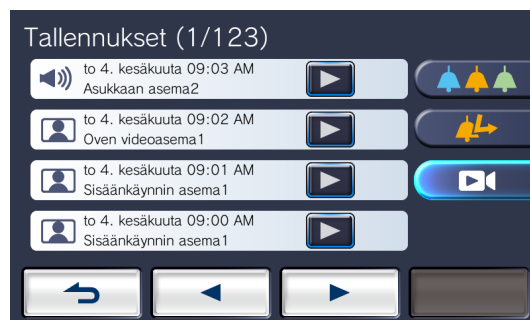 Tallennukset (1/123)
to 4. kesäkuuta 09:03 AM
Asukkaan asema2
to 4. kesäkuuta 09:02 AM
Oven videoasema1
to 4. kesäkuuta 09:01 AM
Sisäänkäynnin asema1
to 4. kesäkuuta 09:00 AM
Sisäänkäynnin asema1